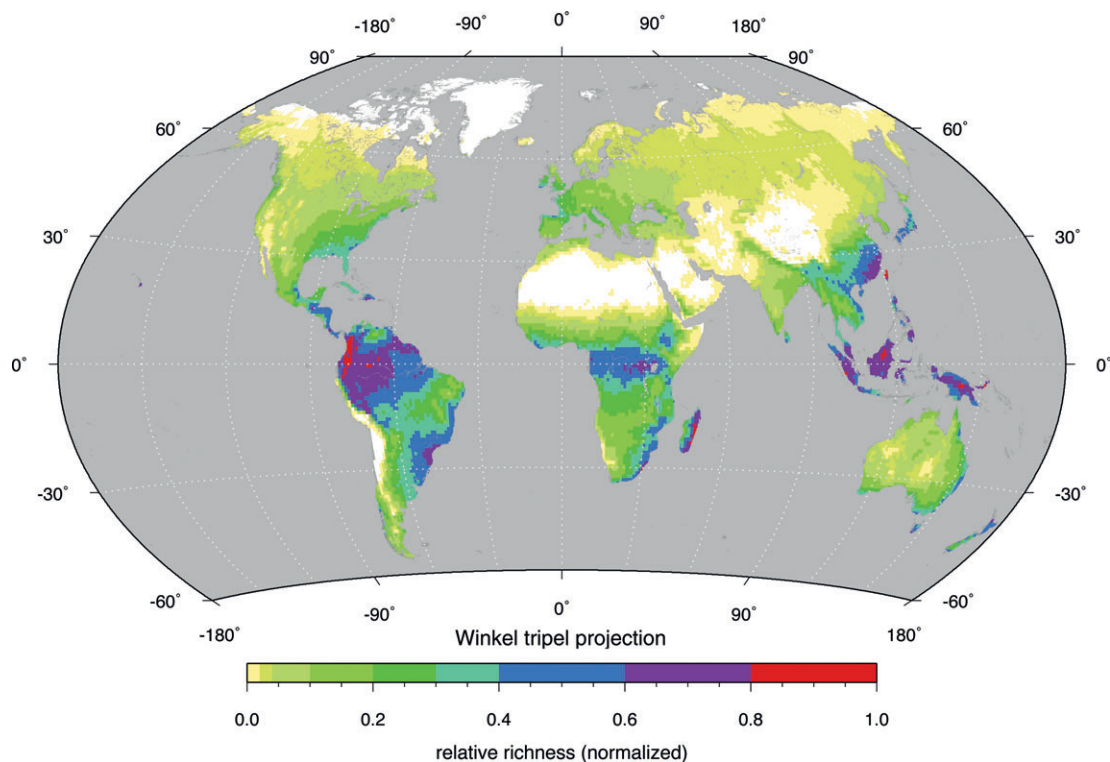 -180˚ -90˚ 0˚ 90˚ 180˚
90˚ 90˚
60˚ 60˚
30˚ 30˚
0˚ 0˚
-30˚ -30˚
-60˚ -60˚
-180˚ -90˚ 0˚ 90˚ 180˚
Winkel tripel projection
0.0 0.2 0.4 0.6 0.8 1.0
relative richness (normalized)